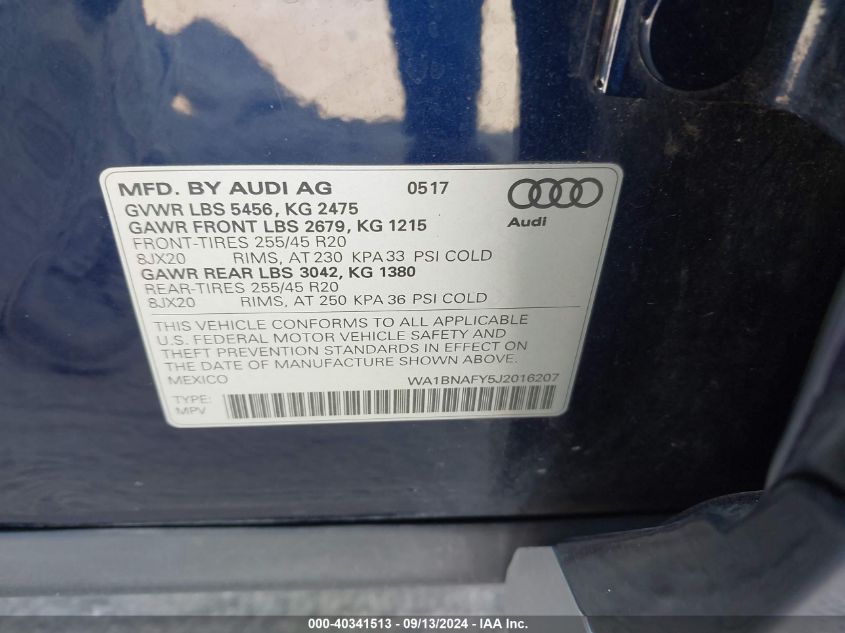 MFD. BY AUDI AG 0517
GVWR LBS 5456, KG 2475
GAWR FRONT LBS 2679, KG 1215
FRONT-TIRES 255/45 R20
8JX20 RIMS, AT 230 KPA 33 PSI COLD
GAWR REAR LBS 3042, KG 1380
REAR-TIRES 255/45 R20
8JX20 RIMS, AT 250 KPA 36 PSI COLD
Audi
THIS VEHICLE CONFORMS TO ALL APPLICABLE
U.S. FEDERAL MOTOR VEHICLE SAFETY AND
THEFT PREVENTION STANDARDS IN EFFECT ON
THE DATE OF MANUFACTURE SHOWN ABOVE.
MEXICO WA1BNAFY5J2016207
TYPE:
MPV
000-40341513 - 09/13/2024 - IAA Inc.